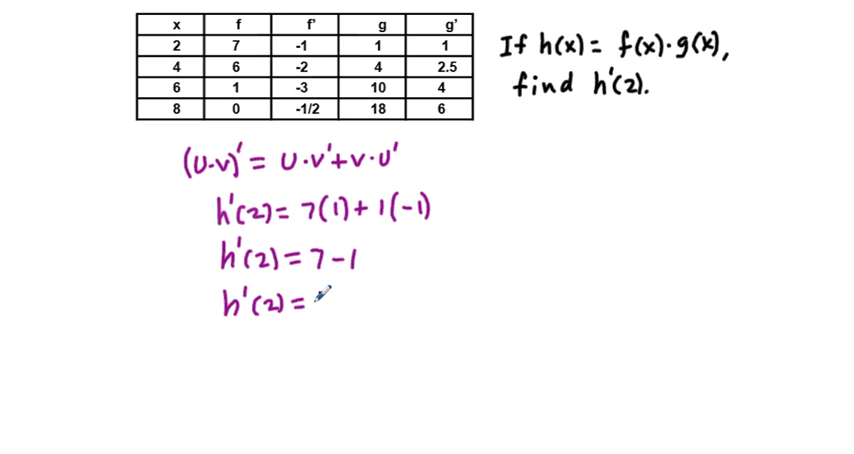 x f f' g g'
2 7 -1 1 1
4 6 -2 4 2.5
6 1 -3 10 4
8 0 -1/2 18 6
If h(x) = f(x)·g(x),
find h'(2).
(u·v)' = u·v' + v·u'
h'(2) = 7(1) + 1(-1)
h'(2) = 7 - 1
h'(2) =